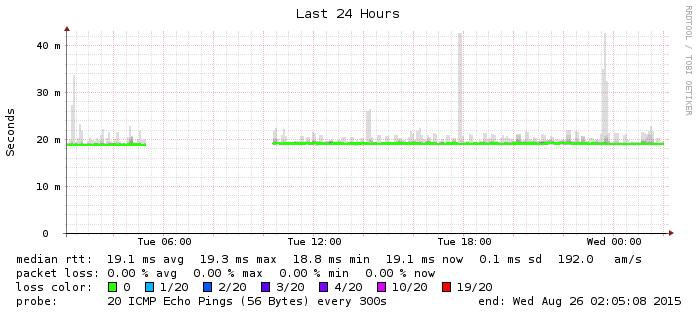 Last 24 Hours
RRDTOOL / TOBI OETIKER
Seconds
40 m
30 m
20 m
10 m
0
Tue 06:00 Tue 12:00 Tue 18:00 Wed 00:00
median rtt: 19.1 ms avg 19.3 ms max 18.8 ms min 19.1 ms now 0.1 ms sd 192.0 am/s
packet loss: 0.00 % avg 0.00 % max 0.00 % min 0.00 % now
loss color: 0 1/20 2/20 3/20 4/20 10/20 19/20
probe: 20 ICMP Echo Pings (56 Bytes) every 300s end: Wed Aug 26 02:05:08 2015